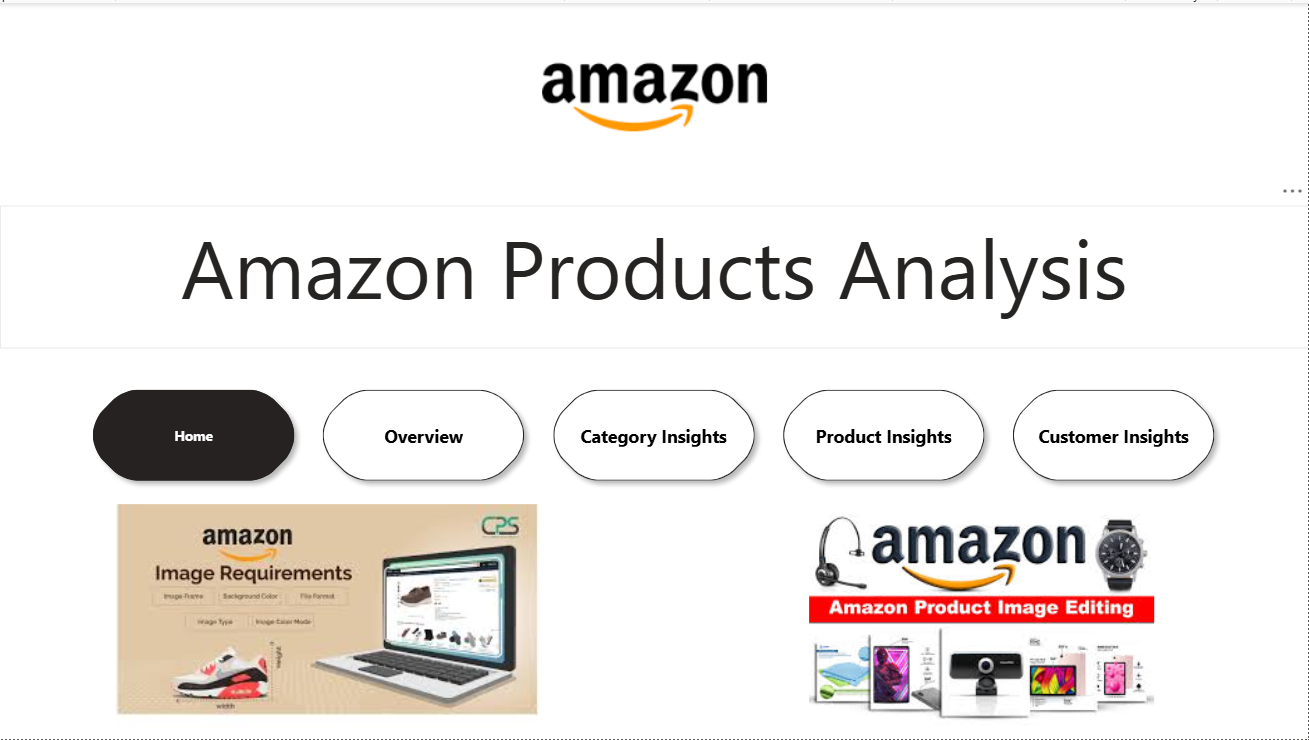 amazon
Amazon Products Analysis
Home
Overview
Category Insights
Product Insights
Customer Insights
CPS
amazon
Image Requirements
Image Frame
Background Color
File Format
Image Type
Image Color Mode
height
width
amazon
Amazon Product Image Editing